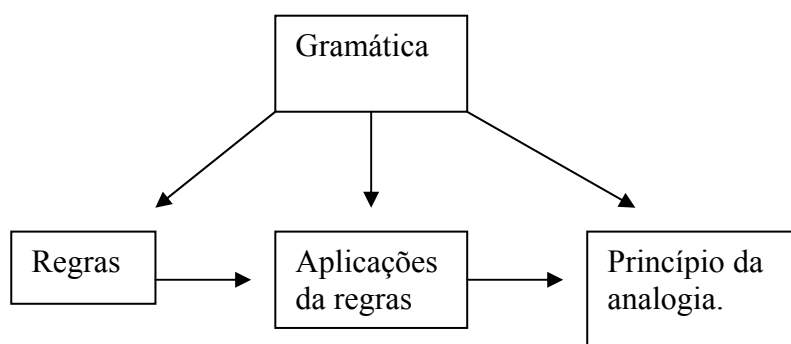 Gramática
Regras
Aplicações
da regras
Princípio da
analogia.